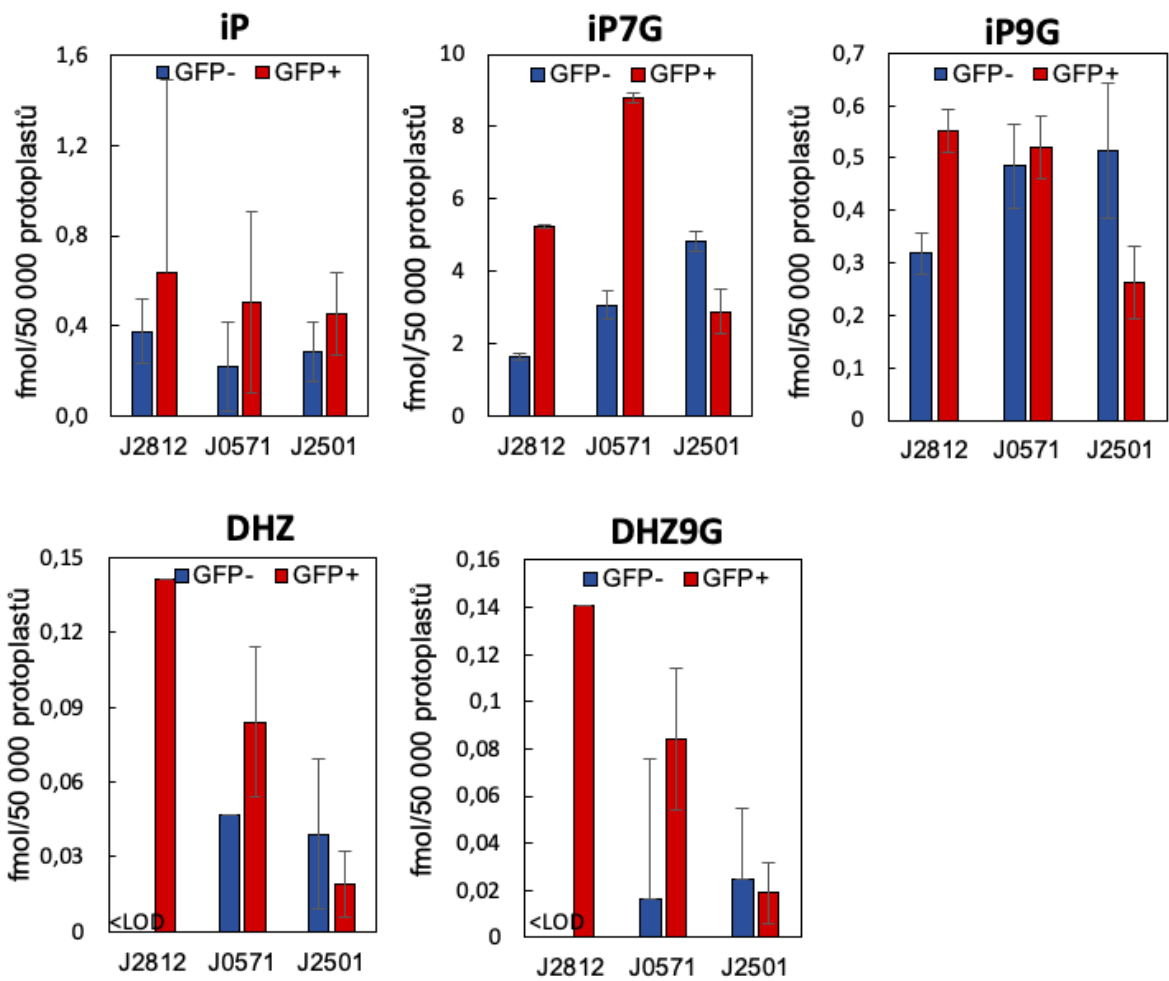 iP
GFP- GFP+
fmol/50 000 protoplastů
1,6
1,2
0,8
0,4
0,0
J2812 J0571 J2501
iP7G
GFP- GFP+
fmol/50 000 protoplastů
10
8
6
4
2
0
J2812 J0571 J2501
iP9G
GFP- GFP+
fmol/50 000 protoplastů
0,7
0,6
0,5
0,4
0,3
0,2
0,1
0
J2812 J0571 J2501
DHZ
GFP- GFP+
fmol/50 000 protoplastů
0,15
0,12
0,09
0,06
0,03
0
<LOD
J2812 J0571 J2501
DHZ9G
GFP- GFP+
fmol/50 000 protoplastů
0,16
0,14
0,12
0,1
0,08
0,06
0,04
0,02
0
<LOD
J2812 J0571 J2501